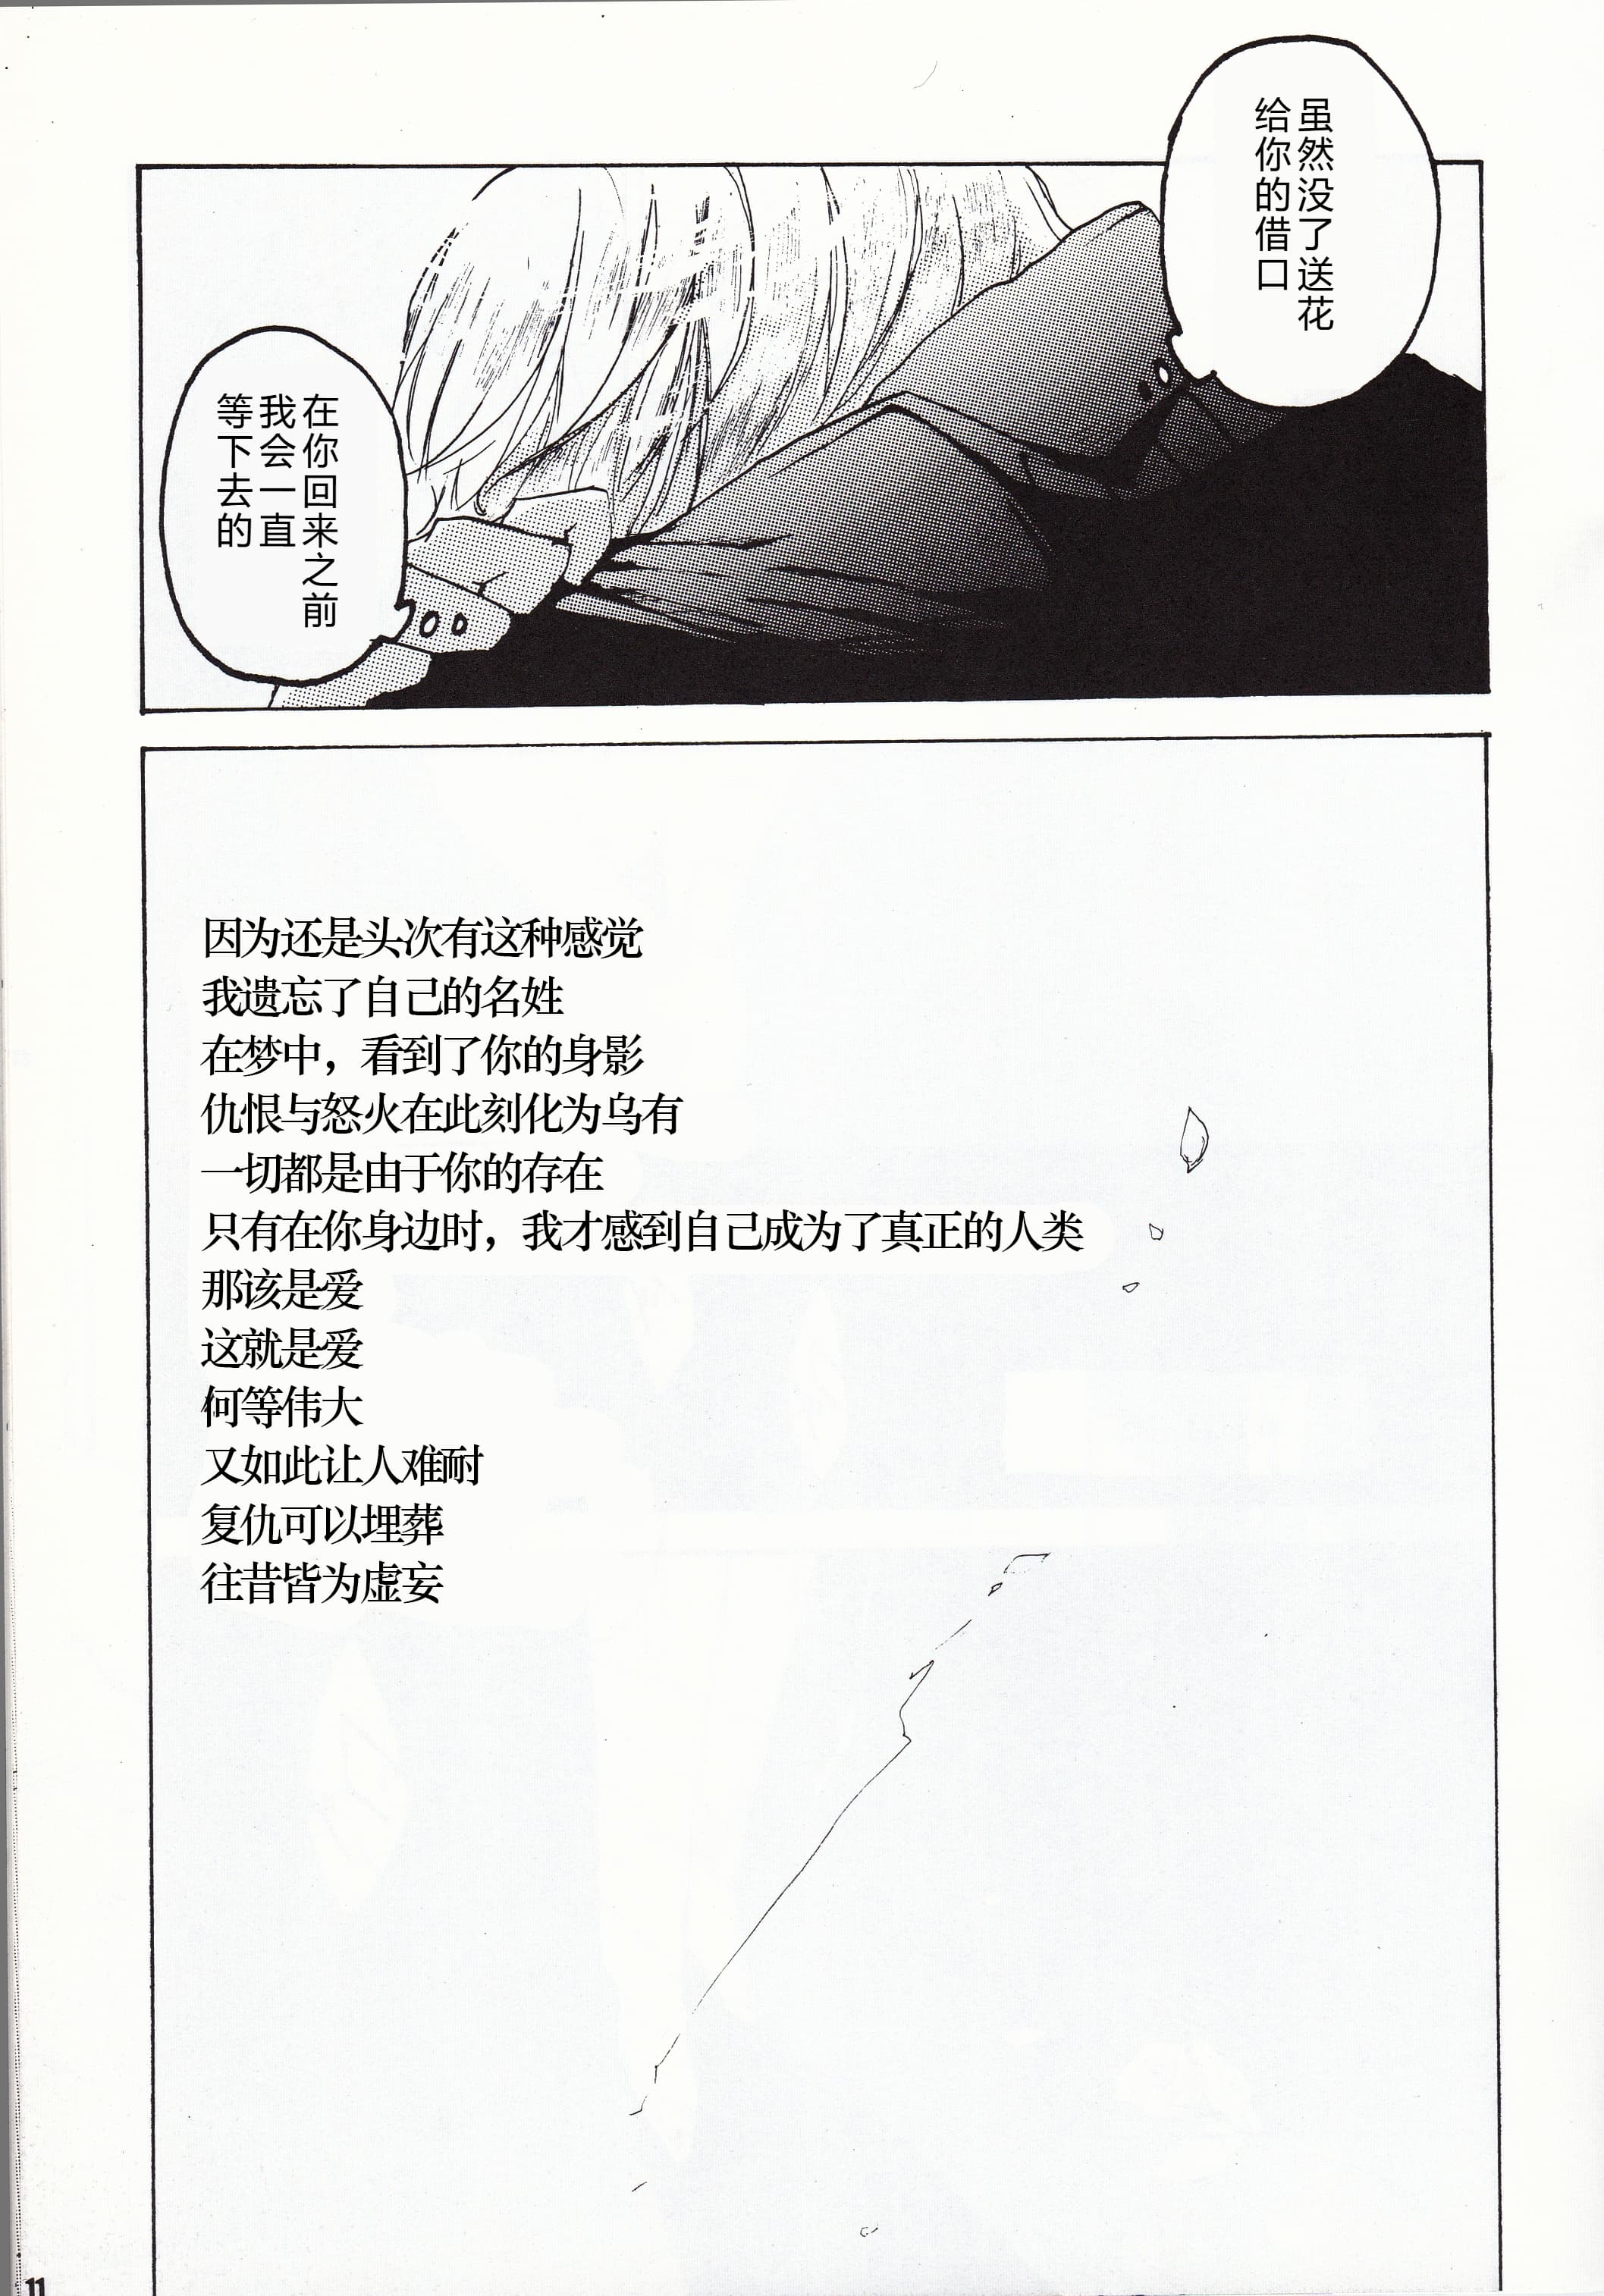 虽然没了送花
给你的借口
在你回来之前
我会一直
等下去的
因为还是头次有这种感觉
我遗忘了自己的名姓
在梦中，看到了你的身影
仇恨与怒火在此刻化为乌有
一切都是由于你的存在
只有在你身边时，我才感到自己成为了真正的人类
那该是爱
这就是爱
何等伟大
又如此让人难耐
复仇可以埋葬
往昔皆为虚妄
11